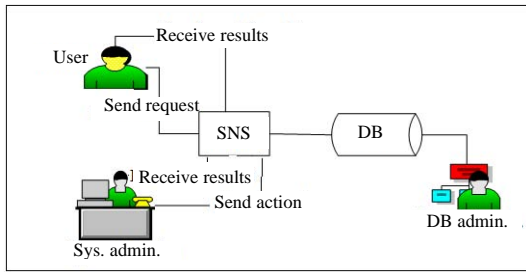 Receive results
User
Send request
SNS
DB
Receive results
Send action
DB admin.
Sys. admin.